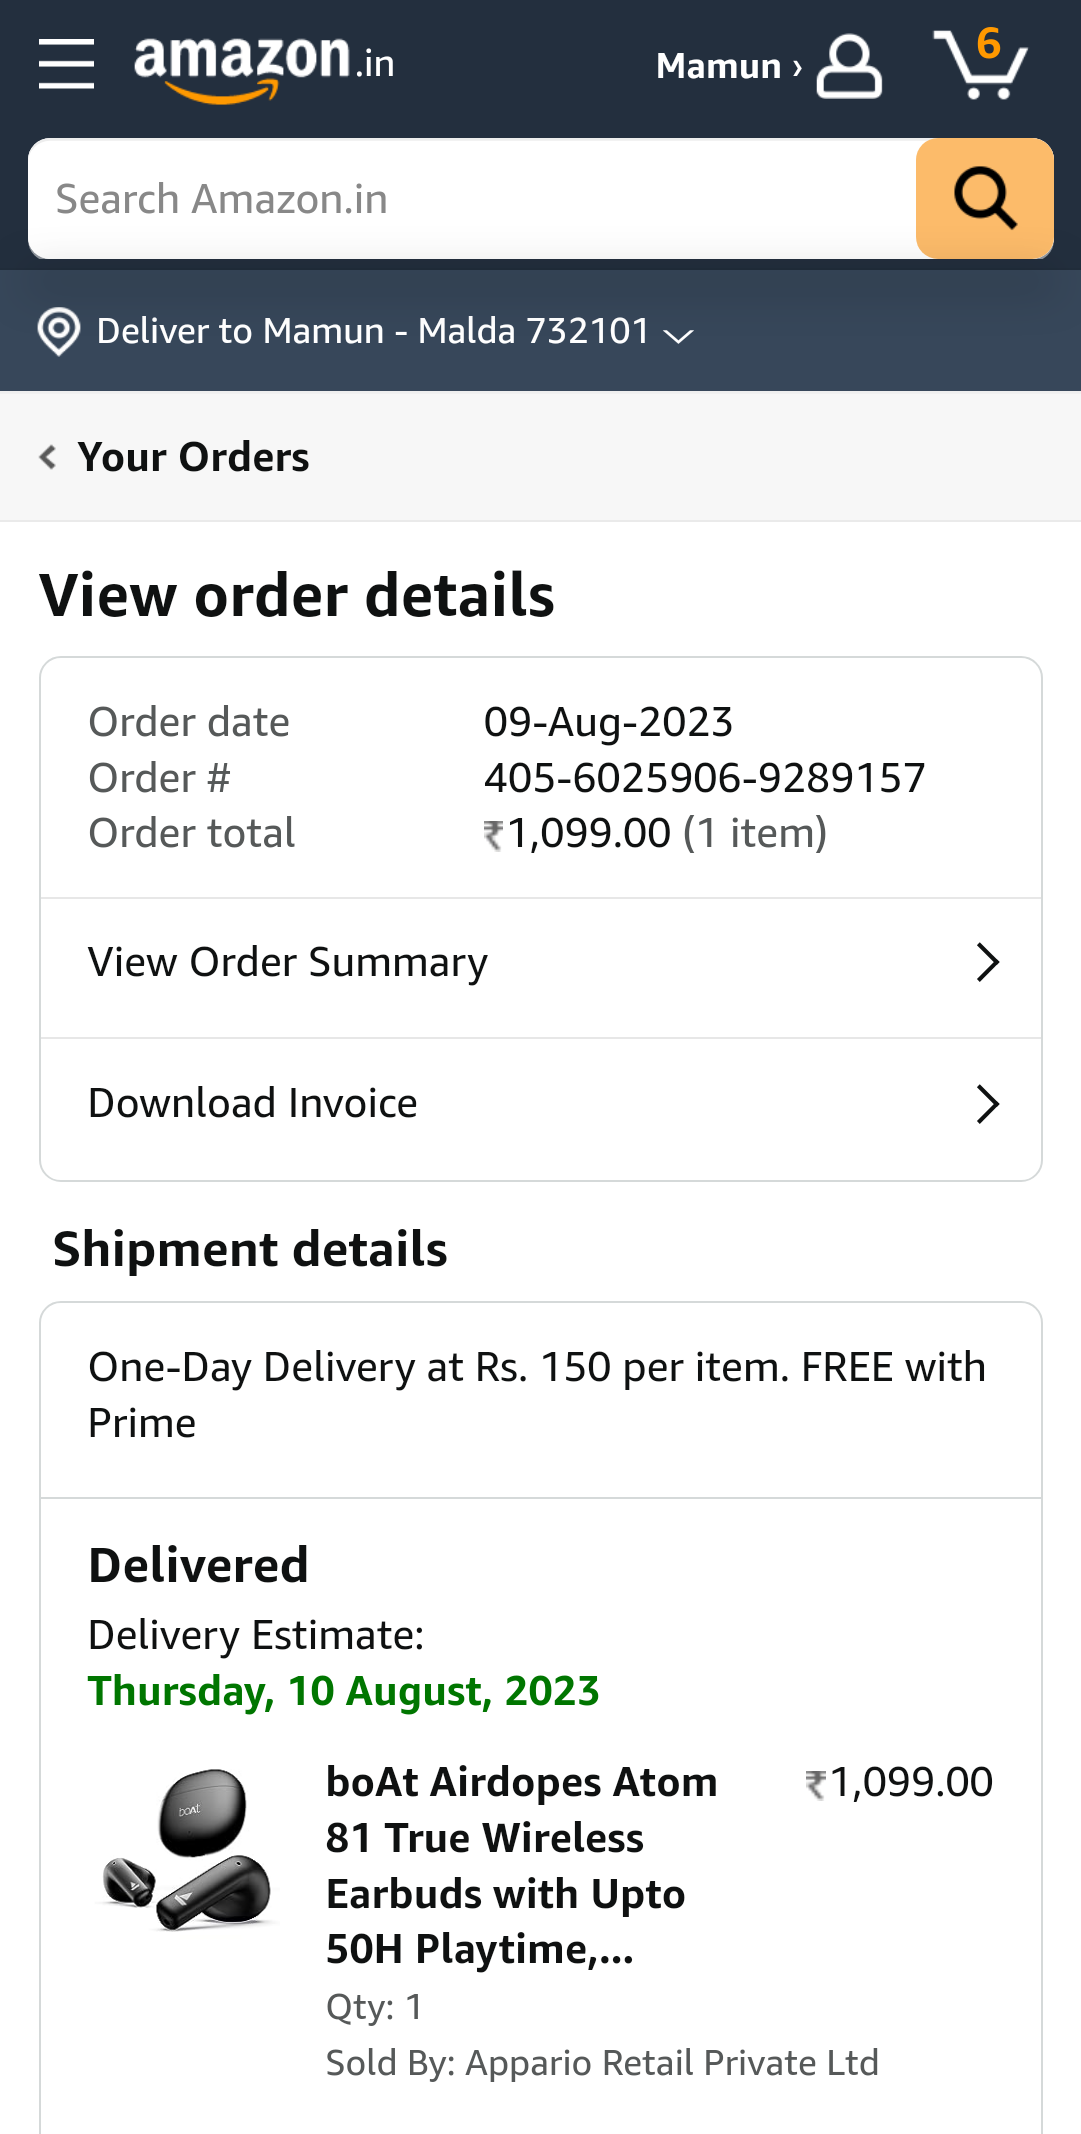 amazon.in
Mamun ›
6
Search Amazon.in
Deliver to Mamun - Malda 732101
Your Orders
View order details
Order date 09-Aug-2023
Order # 405-6025906-9289157
Order total ₹1,099.00 (1 item)
View Order Summary
Download Invoice
Shipment details
One-Day Delivery at Rs. 150 per item. FREE with
Prime
Delivered
Delivery Estimate:
Thursday, 10 August, 2023
boAt
boAt Airdopes Atom ₹1,099.00
81 True Wireless
Earbuds with Upto
50H Playtime,...
Qty: 1
Sold By: Appario Retail Private Ltd